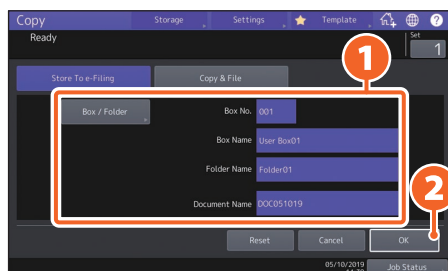 Copy Storage Settings Template ?
Ready Set
1
1
Store To e-Filing Copy & File
Box / Folder Box No. 001
Box Name User Box01
Folder Name Folder01
2
Document Name DOC051019
Reset Cancel OK
05/10/2019 Job Status